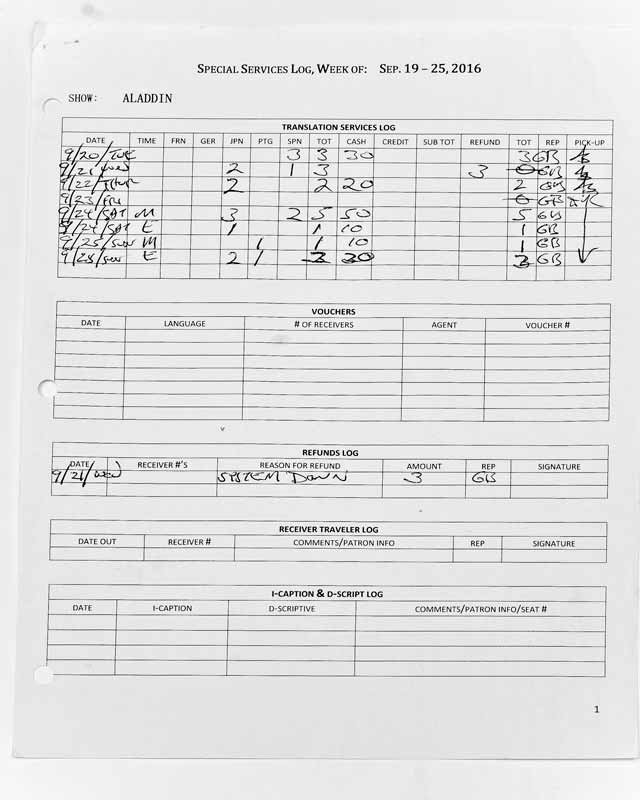 SPECIAL SERVICES LOG, WEEK OF: SEP. 19 – 25, 2016
SHOW: ALADDIN
TRANSLATION SERVICES LOG
DATE TIME FRN GER JPN PTG SPN TOT CASH CREDIT SUB TOT REFUND TOT REP PICK-UP
9/20/TUE 3 3 30 3 GB
9/21/WED 2 1 3 3 0 GB
9/22/THUR 2 2 20 2 GB
9/23/FRI 0 GB
9/24/SAT M 3 2 5 50 5 GB
9/24/SAT E 1 1 10 1 GB
9/25/SUN M 1 1 10 1 GB
9/25/SUN E 2 1 3 30 3 GB
VOUCHERS
DATE LANGUAGE # OF RECEIVERS AGENT VOUCHER #
REFUNDS LOG
DATE RECEIVER #'S REASON FOR REFUND AMOUNT REP SIGNATURE
9/21/WED SYSTEM DOWN 3 GB
RECEIVER TRAVELER LOG
DATE OUT RECEIVER # COMMENTS/PATRON INFO REP SIGNATURE
I-CAPTION & D-SCRIPT LOG
DATE I-CAPTION D-SCRIPTIVE COMMENTS/PATRON INFO/SEAT #
1